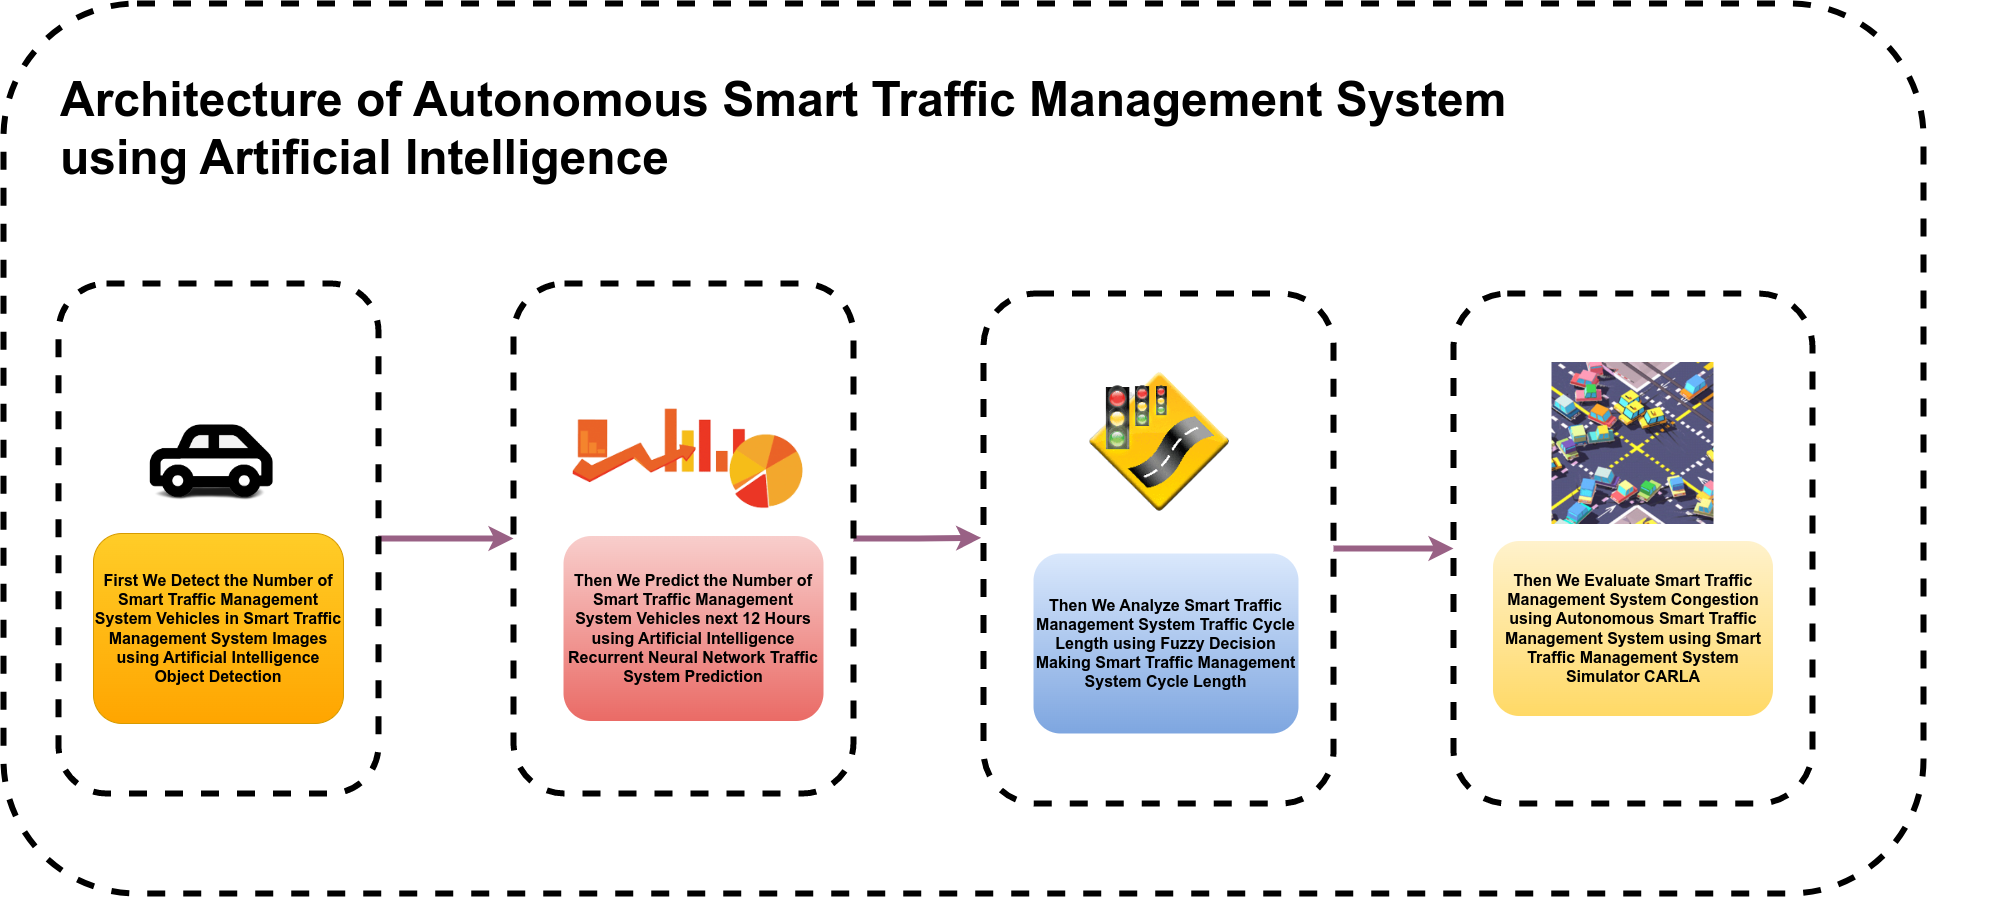 Architecture of Autonomous Smart Traffic Management System
using Artificial Intelligence
First We Detect the Number of
Smart Traffic Management
System Vehicles in Smart Traffic
Management System Images
using Artificial Intelligence
Object Detection
Then We Predict the Number of
Smart Traffic Management
System Vehicles next 12 Hours
using Artificial Intelligence
Recurrent Neural Network Traffic
System Prediction
Then We Analyze Smart Traffic
Management System Traffic Cycle
Length using Fuzzy Decision
Making Smart Traffic Management
System Cycle Length
Then We Evaluate Smart Traffic
Management System Congestion
using Autonomous Smart Traffic
Management System using Smart
Traffic Management System
Simulator CARLA